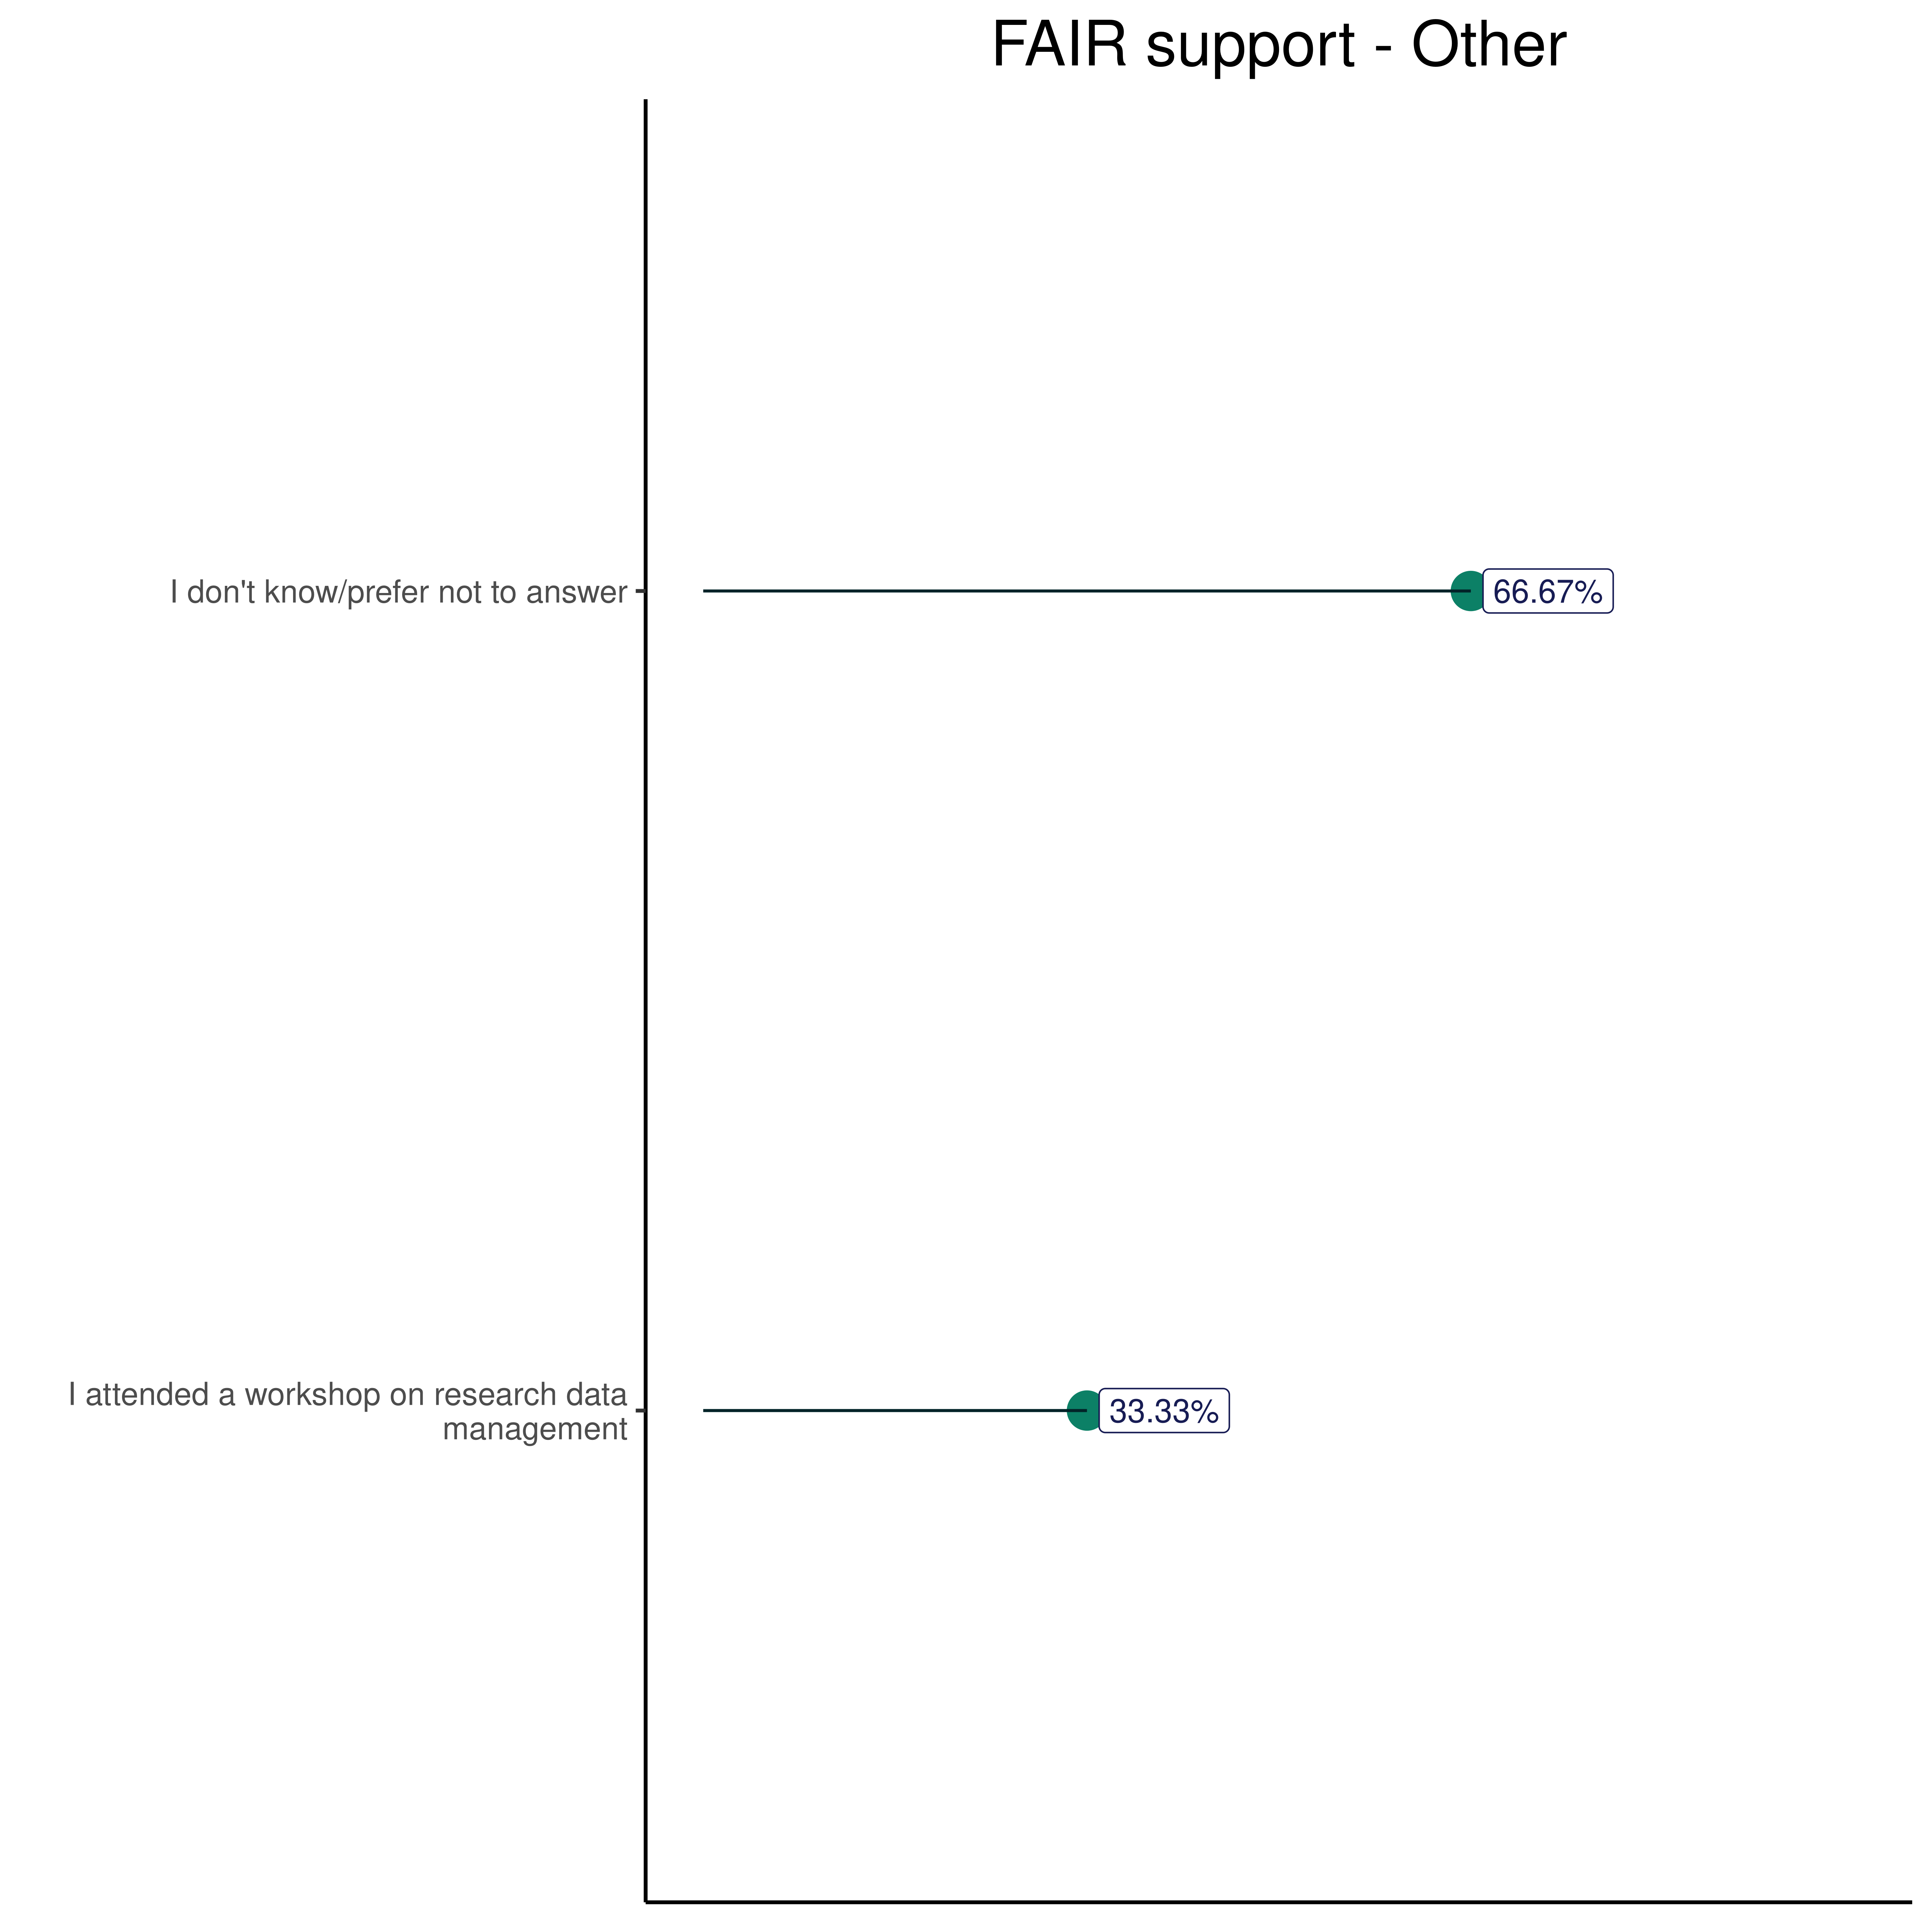 FAIR support - Other
I don't know/prefer not to answer
66.67%
I attended a workshop on research data
management
33.33%